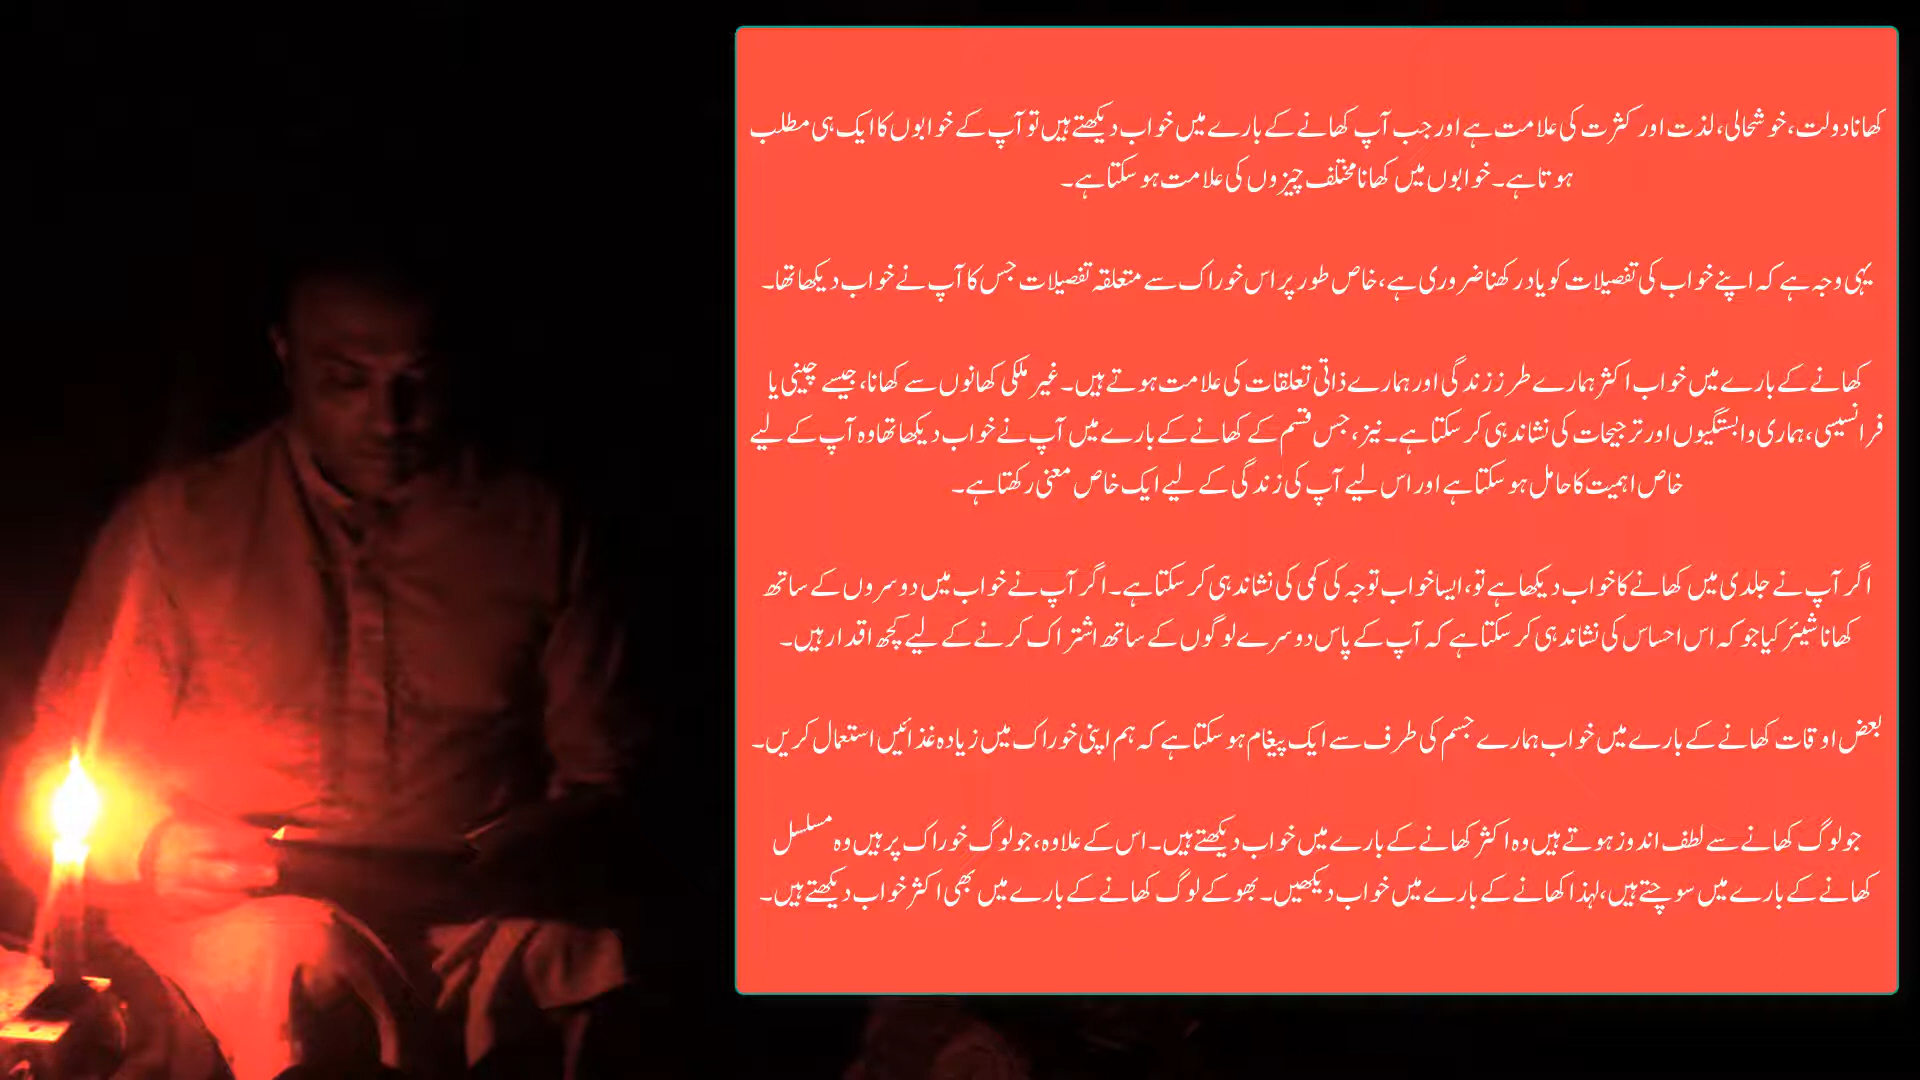 کھانا دولت، خوشحالی، لذت اور کثرت کی علامت ہے اور جب آپ کھانے کے بارے میں خواب دیکھتے ہیں تو آپ کے خوابوں کا ایک ہی مطلب
ہوتا ہے۔ خوابوں میں کھانا مختلف چیزوں کی علامت ہو سکتا ہے۔
یہی وجہ ہے کہ اپنے خواب کی تفصیلات کو یاد رکھنا ضروری ہے، خاص طور پر اس خوراک سے متعلقہ تفصیلات جس کا آپ نے خواب دیکھا تھا۔
کھانے کے بارے میں خواب اکثر ہمارے طرز زندگی اور ہمارے ذاتی تعلقات کی علامت ہوتے ہیں۔ غیر ملکی کھانوں سے کھانا، جیسے چینی یا
فرانسیسی، ہماری وابستگیوں اور ترجیحات کی نشاندہی کر سکتا ہے۔ نیز، جس قسم کے کھانے کے بارے میں آپ نے خواب دیکھا تھا وہ آپ کے لیے
خاص اہمیت کا حامل ہو سکتا ہے اور اس لیے آپ کی زندگی کے لیے ایک خاص معنی رکھتا ہے۔
اگر آپ نے جلدی میں کھانے کا خواب دیکھا ہے تو، ایسا خواب توجہ کی کمی کی نشاندہی کر سکتا ہے۔ اگر آپ نے خواب میں دوسروں کے ساتھ
کھانا شیئر کیا جو کہ اس احساس کی نشاندہی کر سکتا ہے کہ آپ کے پاس دوسرے لوگوں کے ساتھ اشتراک کرنے کے لیے کچھ اقدار ہیں۔
بعض اوقات کھانے کے بارے میں خواب ہمارے جسم کی طرف سے ایک پیغام ہو سکتا ہے کہ ہم اپنی خوراک میں زیادہ غذائیں استعمال کریں۔
جو لوگ کھانے سے لطف اندوز ہوتے ہیں وہ اکثر کھانے کے بارے میں خواب دیکھتے ہیں۔ اس کے علاوہ، جو لوگ خوراک پر ہیں وہ مسلسل
کھانے کے بارے میں سوچتے ہیں، لہذا کھانے کے بارے میں خواب دیکھیں۔ بھوکے لوگ کھانے کے بارے میں بھی اکثر خواب دیکھتے ہیں۔